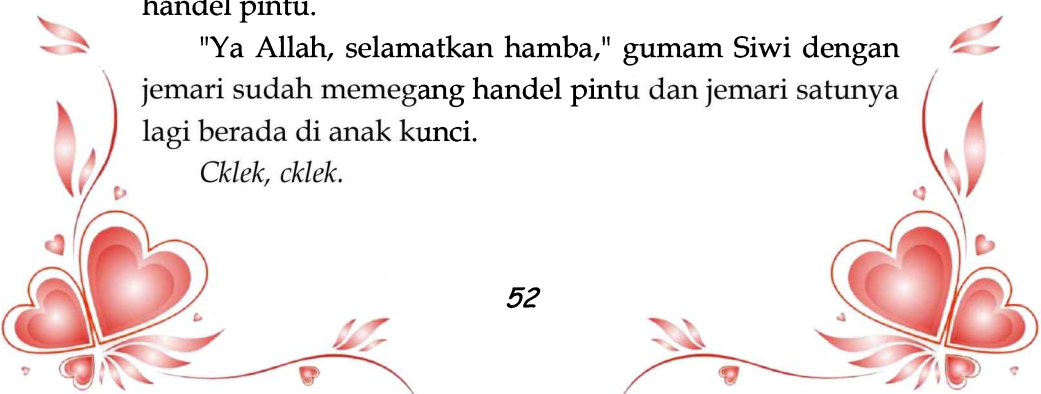 handel pintu.
"Ya Allah, selamatkan hamba," gumam Siwi dengan
jemari sudah memegang handel pintu dan jemari satunya
lagi berada di anak kunci.
Cklek, cklek.
52